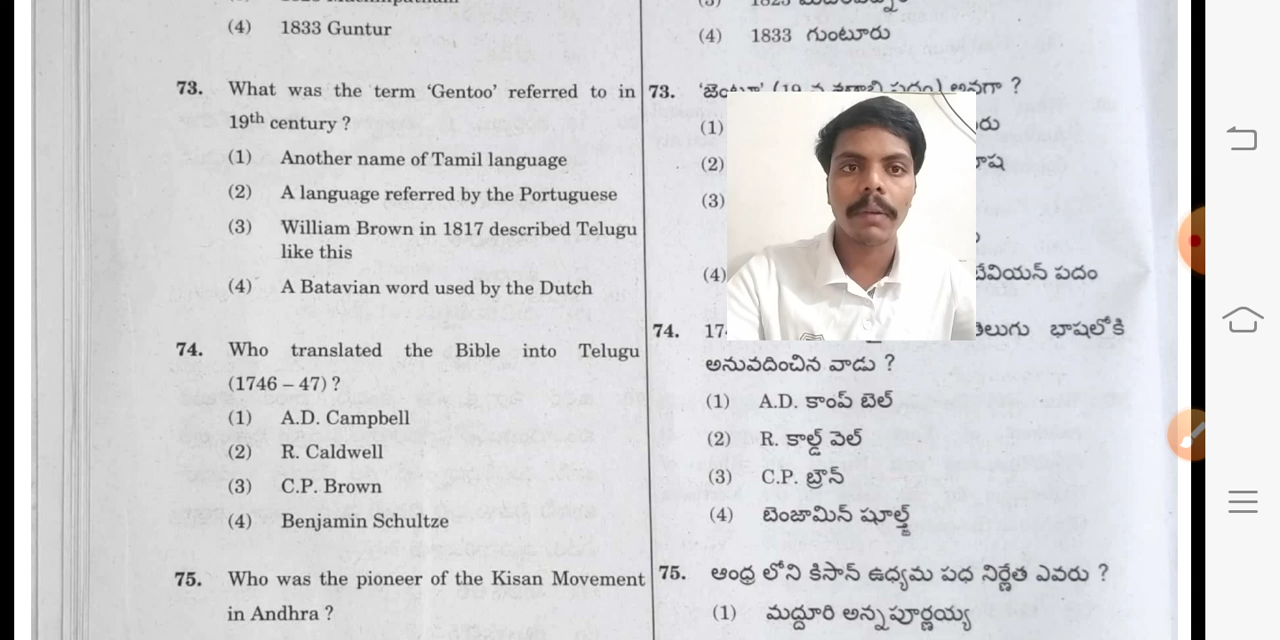 (4) 1833 Guntur
73. What was the term ‘Gentoo’ referred to in
19th century ?
(1) Another name of Tamil language
(2) A language referred by the Portuguese
(3) William Brown in 1817 described Telugu
like this
(4) A Batavian word used by the Dutch
74. Who translated the Bible into Telugu
(1746 – 47) ?
(1) A.D. Campbell
(2) R. Caldwell
(3) C.P. Brown
(4) Benjamin Schultze
75. Who was the pioneer of the Kisan Movement
in Andhra ?
(4) 1833 గుంటూరు
73. అనగా ?
(1)
(2)
(3)
(4) పదం
74. భాషలోకి
అనువదించిన వాడు ?
(1) A.D. కాంప్ బెల్
(2) R. కాల్డ్ వెల్
(3) C.P. బ్రౌన్
(4) బెంజామిన్ షూల్ట్జ్
75. ఆంధ్ర లోని కిసాన్ ఉధ్యమ పధ నిర్ణేత ఎవరు ?
(1) మద్దూరి అన్నపూర్ణయ్య